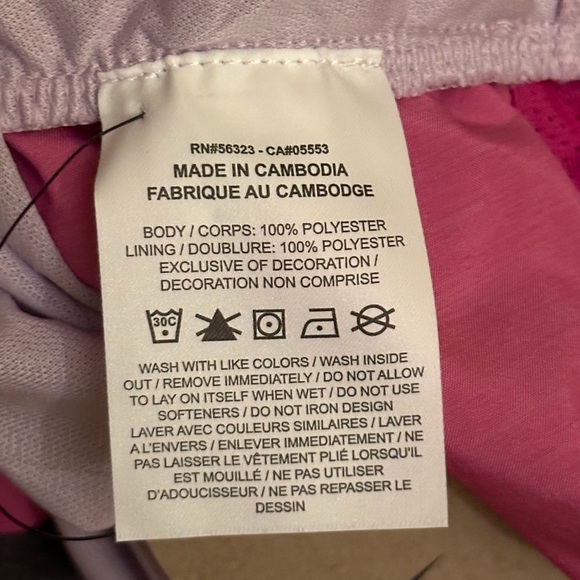 RN#56323 - CA#05553
MADE IN CAMBODIA
FABRIQUE AU CAMBODGE
BODY / CORPS: 100% POLYESTER
LINING / DOUBLURE: 100% POLYESTER
EXCLUSIVE OF DECORATION /
DECORATION NON COMPRISE
30C
WASH WITH LIKE COLORS / WASH INSIDE
OUT / REMOVE IMMEDIATELY / DO NOT ALLOW
TO LAY ON ITSELF WHEN WET / DO NOT USE
SOFTENERS / DO NOT IRON DESIGN
LAVER AVEC COULEURS SIMILAIRES / LAVER
A L'ENVERS / ENLEVER IMMEDIATEMENT / NE
PAS LAISSER LE VÊTEMENT PLIÉ LORSQU'IL
EST MOUILLÉ / NE PAS UTILISER
D'ADOUCISSEUR / NE PAS REPASSER LE
DESSIN